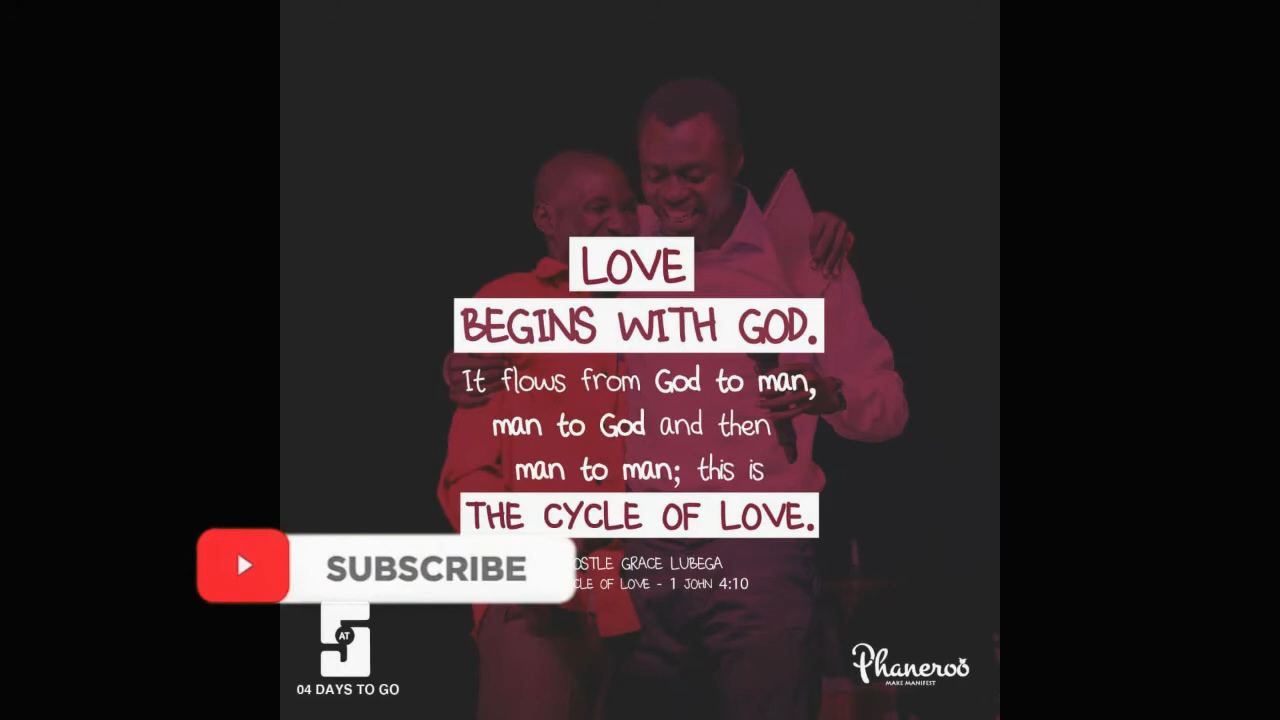 LOVE
BEGINS WITH GOD.
It flows from God to man,
man to God and then
man to man; this is
THE CYCLE OF LOVE.
GRACE LUBEGA
OF LOVE - 1 JOHN 4:10
SUBSCRIBE
5 AT 5
04 DAYS TO GO
Phaneroo
MAKE MANIFEST